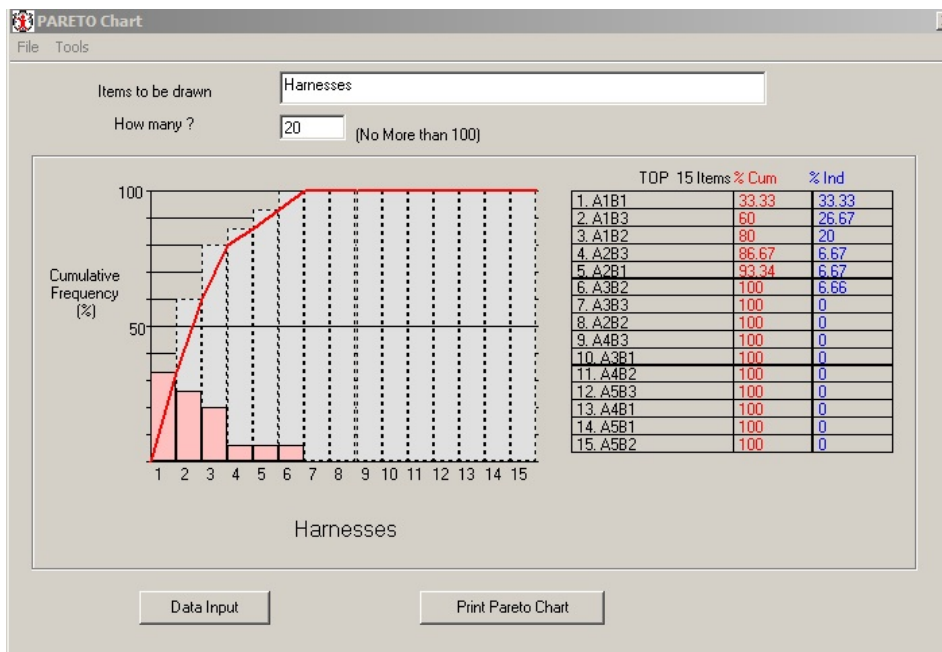 PARETO Chart
File Tools
Items to be drawn Harnesses
How many ? 20 (No More than 100)
TOP 15 Items % Cum % Ind
1. A1B1 33.33 33.33
2. A1B3 60 26.67
3. A1B2 80 20
4. A2B3 86.67 6.67
5. A2B1 93.34 6.67
6. A3B2 100 6.66
7. A3B3 100 0
8. A2B2 100 0
9. A4B3 100 0
10. A3B1 100 0
11. A4B2 100 0
12. A5B3 100 0
13. A4B1 100 0
14. A5B1 100 0
15. A5B2 100 0
100
Cumulative
Frequency
(%)
50
1 2 3 4 5 6 7 8 9 10 11 12 13 14 15
Harnesses
Data Input Print Pareto Chart